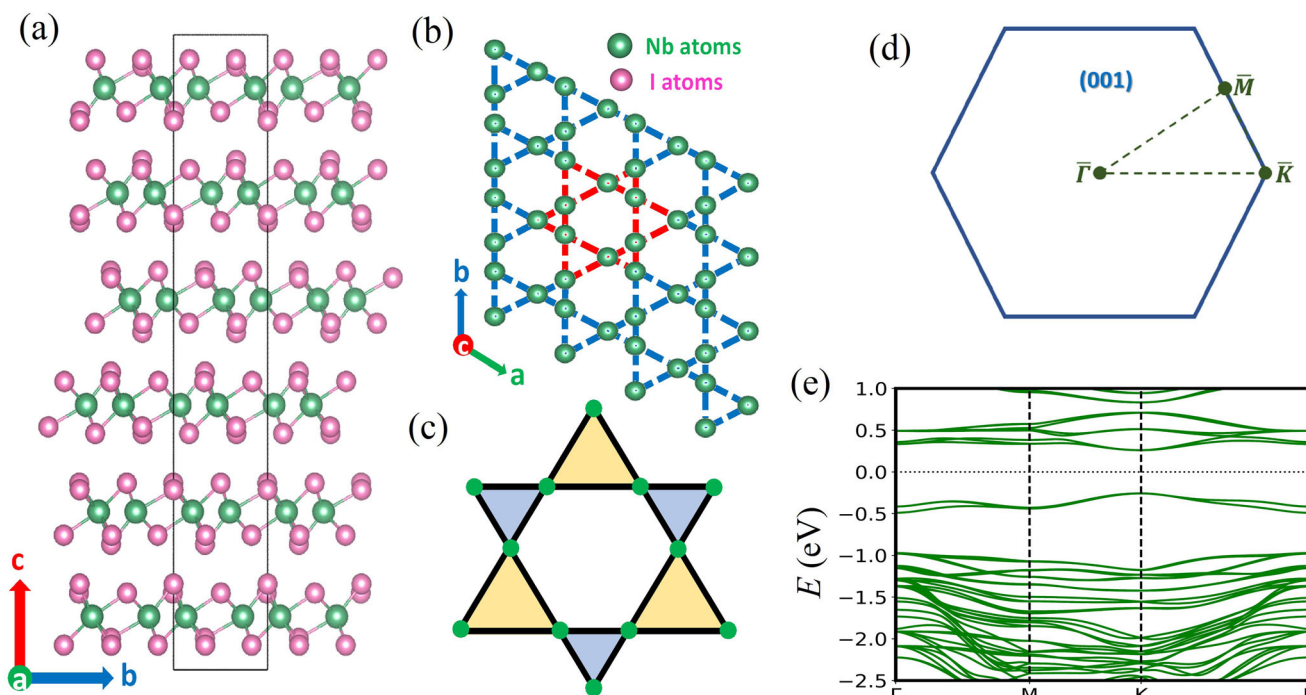 (a)
c
a
b
(b)
Nb atoms
I atoms
b
c
a
(c)
(d)
(001)
M̅
Γ̅
K̅
(e)
E (eV)
1.0
0.5
0.0
−0.5
−1.0
−1.5
−2.0
−2.5